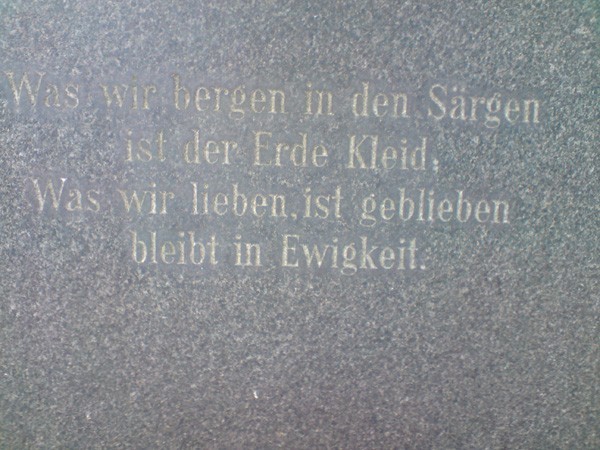 Was wir bergen in den Särgen
ist der Erde Kleid,
Was wir lieben, ist geblieben
bleibt in Ewigkeit.